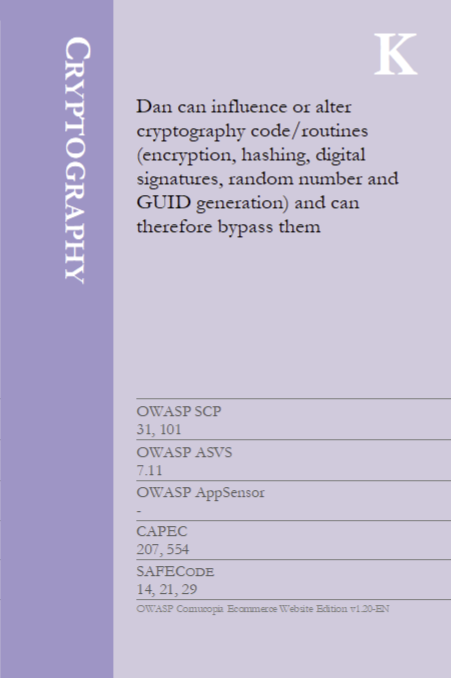 CRYPTOGRAPHY
K
Dan can influence or alter
cryptography code/routines
(encryption, hashing, digital
signatures, random number and
GUID generation) and can
therefore bypass them
OWASP SCP
31, 101
OWASP ASVS
7.11
OWASP AppSensor
-
CAPEC
207, 554
SAFECODE
14, 21, 29
OWASP Cornucopia Ecommerce Website Edition v1.20-EN